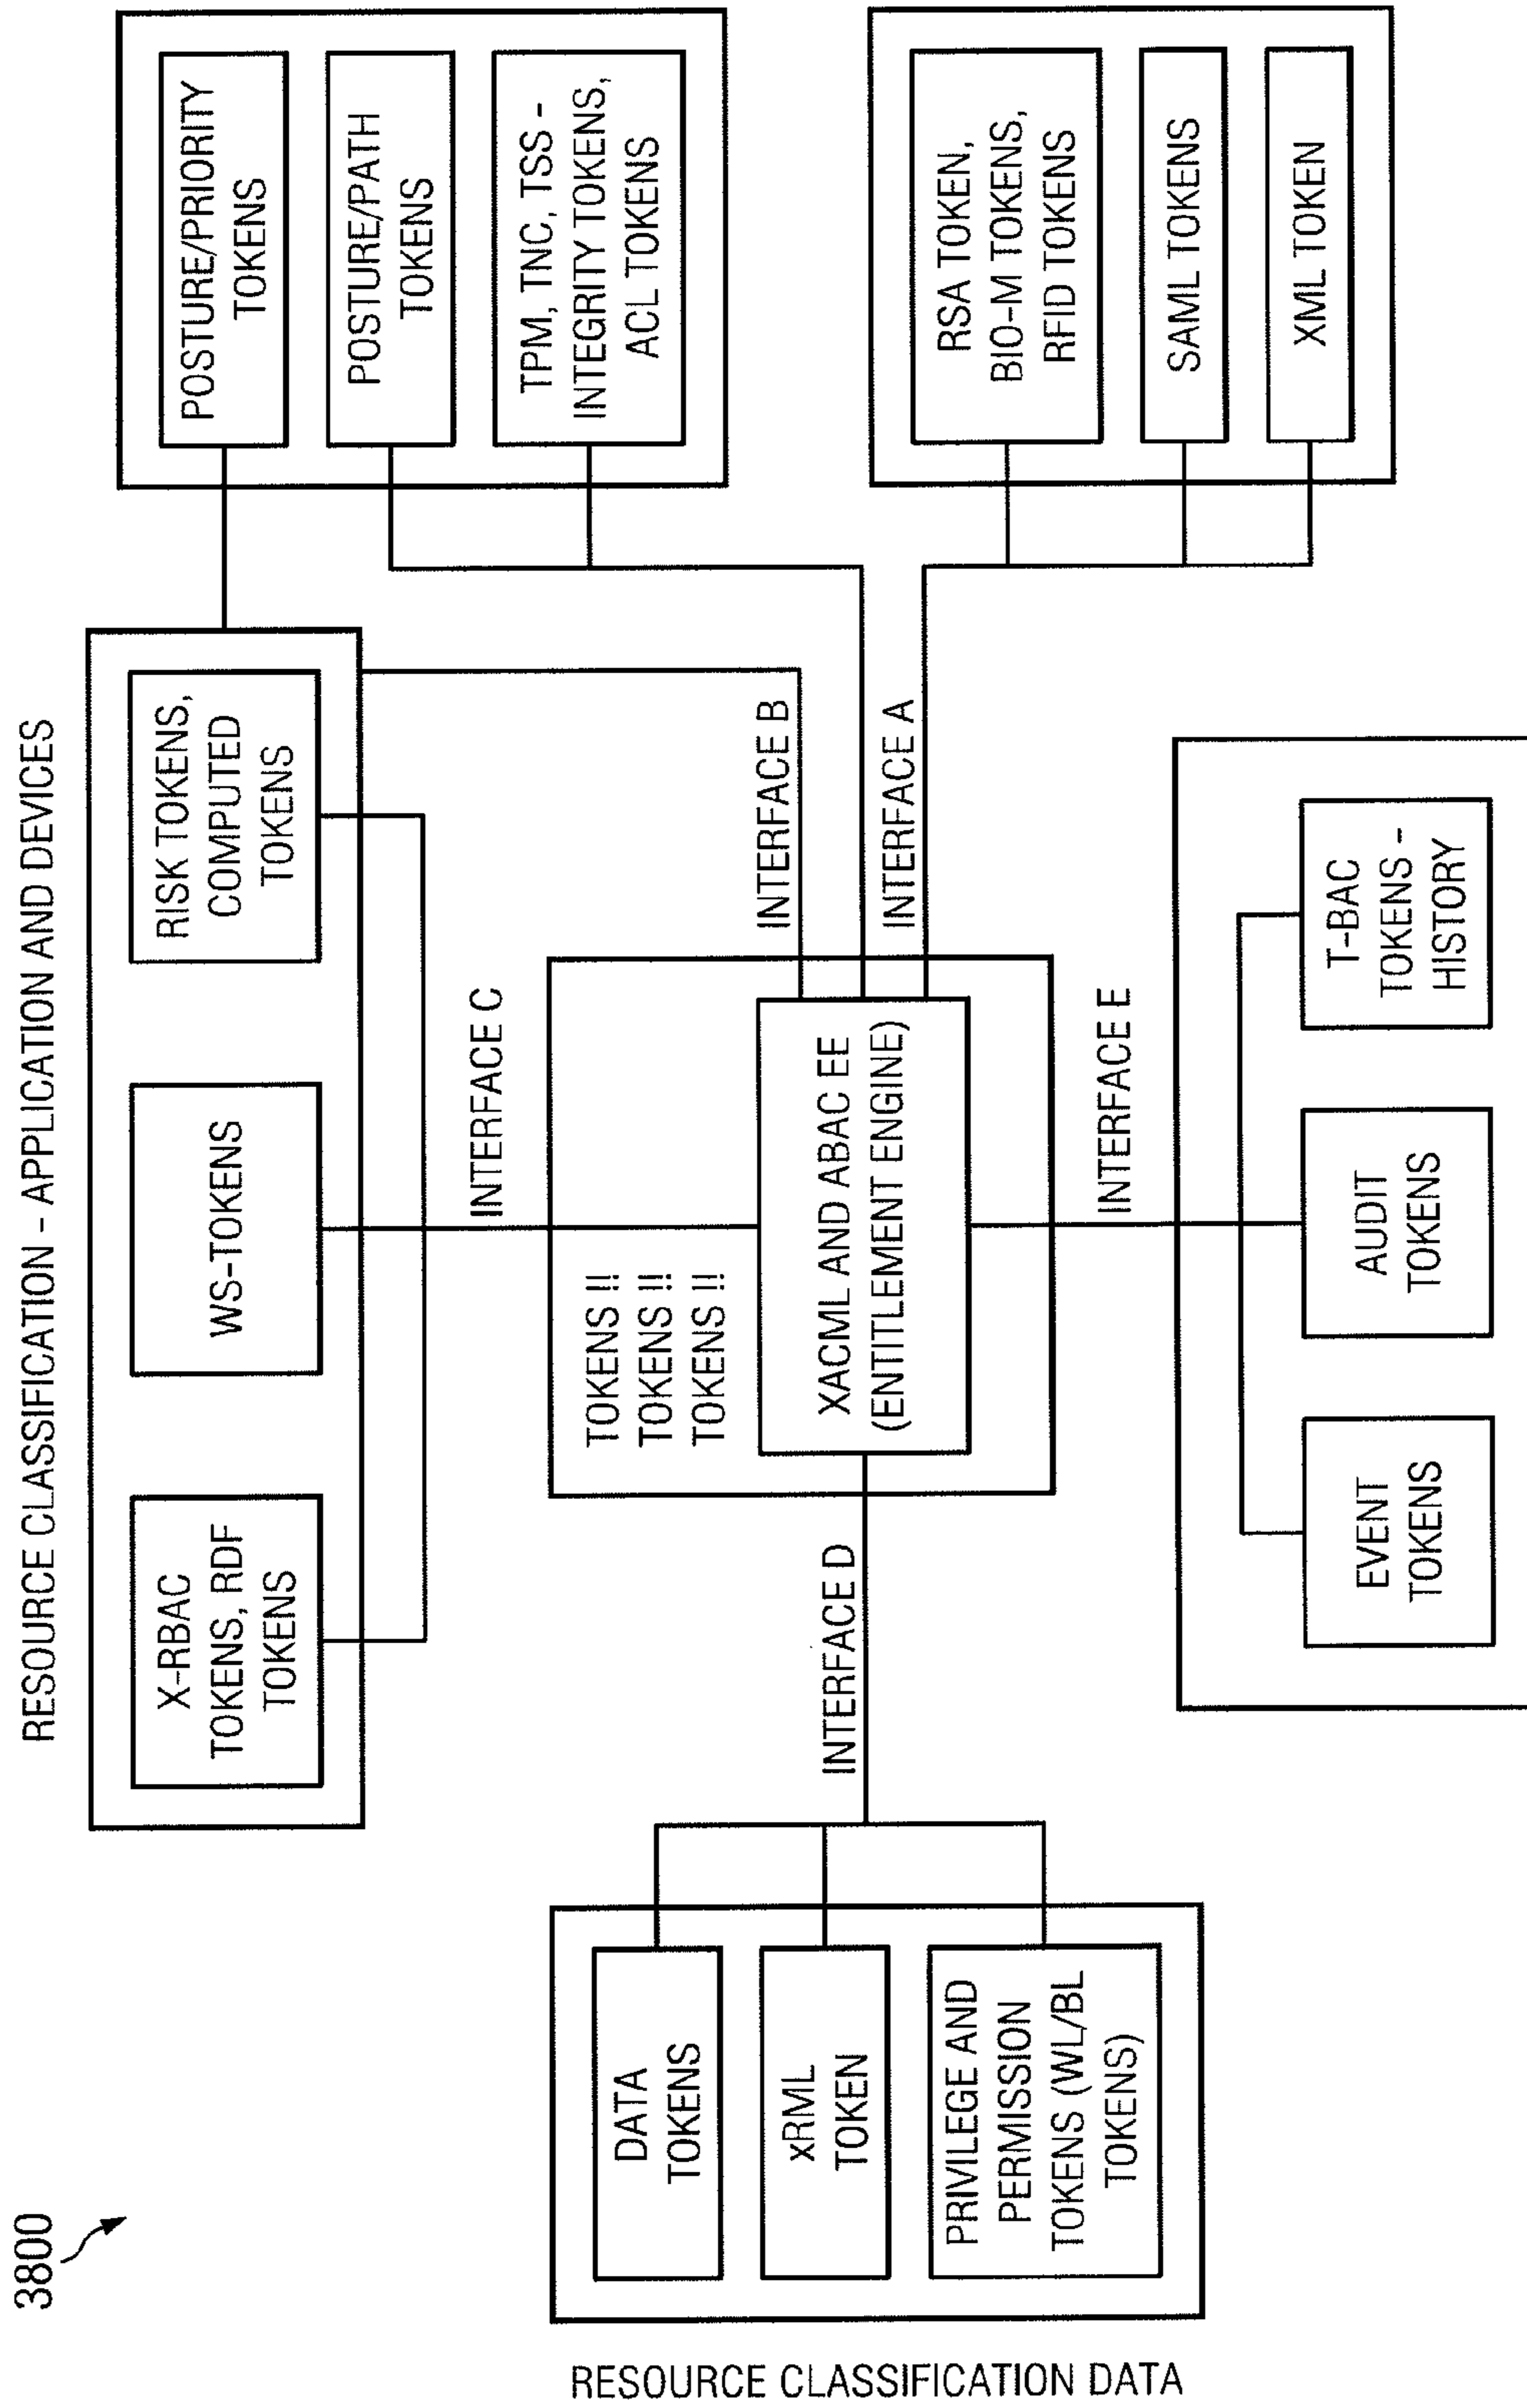 3800
RESOURCE CLASSIFICATION - APPLICATION AND DEVICES
X-RBAC
TOKENS, RDF
TOKENS
WS-TOKENS
RISK TOKENS,
COMPUTED
TOKENS
POSTURE/PRIORITY
TOKENS
POSTURE/PATH
TOKENS
TPM, TNC, TSS -
INTEGRITY TOKENS,
ACL TOKENS
INTERFACE C
INTERFACE B
INTERFACE A
TOKENS !!
TOKENS !!
TOKENS !!
XACML AND ABAC EE
(ENTITLEMENT ENGINE)
INTERFACE D
INTERFACE E
RSA TOKEN,
BIO-M TOKENS,
RFID TOKENS
SAML TOKENS
XML TOKEN
DATA
TOKENS
xRML
TOKEN
PRIVILEGE AND
PERMISSION
TOKENS (WL/BL
TOKENS)
RESOURCE CLASSIFICATION DATA
EVENT
TOKENS
AUDIT
TOKENS
T-BAC
TOKENS -
HISTORY